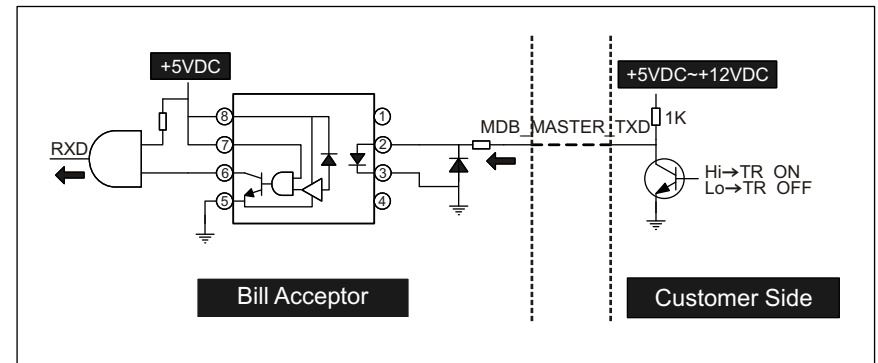 +5VDC
RXD
8
7
6
5
1
2
3
4
MDB_MASTER_TXD
+5VDC~+12VDC
1K
Hi→TR ON
Lo→TR OFF
Bill Acceptor
Customer Side